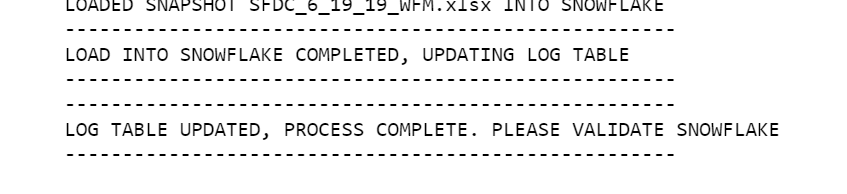 LOADED SNAPSHOT SFDC_6_19_19_WFM.xlsx INTO SNOWFLAKE
-----------------------------------------------------
LOAD INTO SNOWFLAKE COMPLETED, UPDATING LOG TABLE
-----------------------------------------------------
-----------------------------------------------------
LOG TABLE UPDATED, PROCESS COMPLETE. PLEASE VALIDATE SNOWFLAKE
-----------------------------------------------------